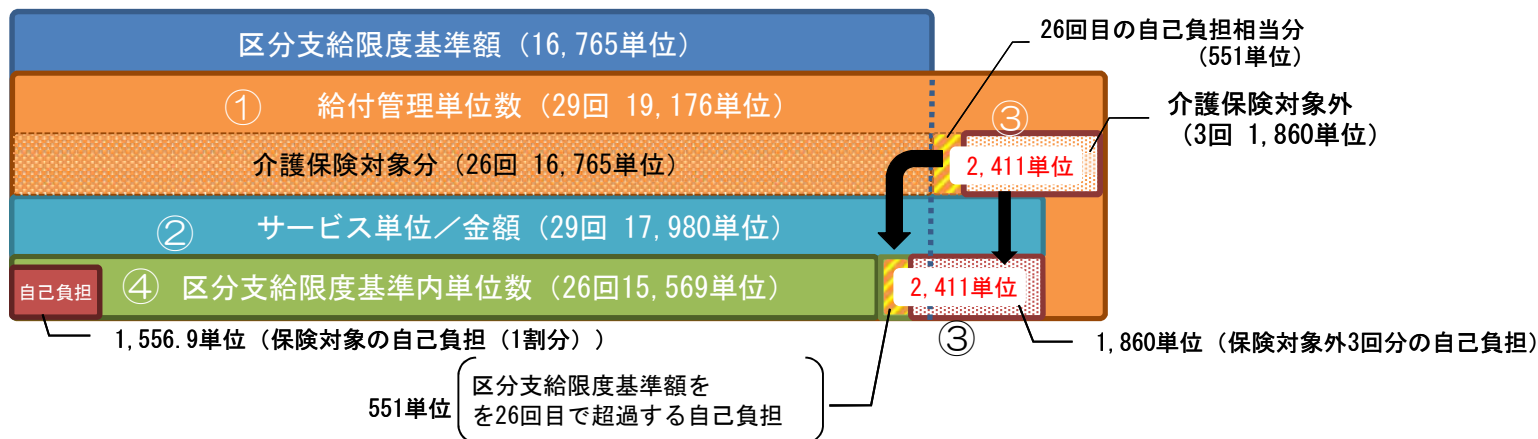 区分支給限度基準額（16,765単位）
26回目の自己負担相当分
（551単位）
① 給付管理単位数（29回 19,176単位）
③
介護保険対象外
（3回 1,860単位）
介護保険対象分（26回 16,765単位）
2,411単位
② サービス単位／金額（29回 17,980単位）
自己負担
④ 区分支給限度基準内単位数（26回15,569単位）
2,411単位
③
1,556.9単位（保険対象の自己負担（1割分））
1,860単位（保険対象外3回分の自己負担）
551単位
区分支給限度基準額を
を26回目で超過する自己負担